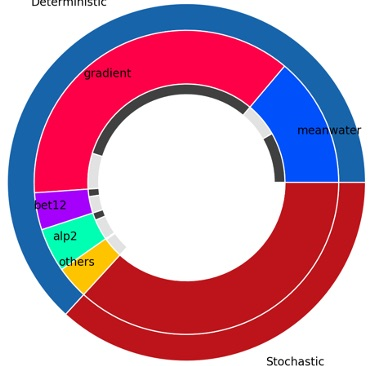 Deterministic
gradient
meanwater
bet12
alp2
others
Stochastic